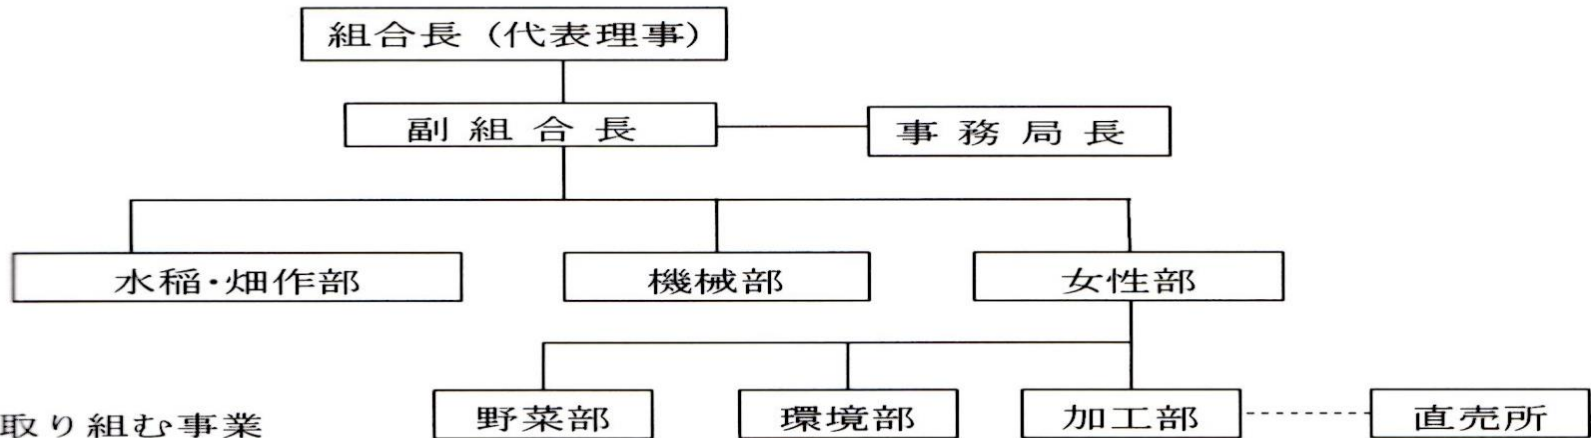 組合長（代表理事）
副組合長
事務局長
水稲・畑作部
機械部
女性部
取り組む事業
野菜部
環境部
加工部
直売所